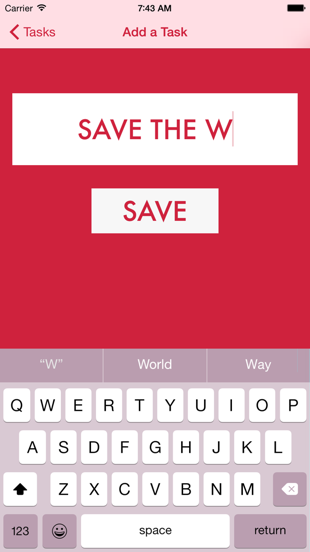 Carrier 7:43 AM
Tasks Add a Task
SAVE THE W
SAVE
“W” World Way
Q W E R T Y U I O P
A S D F G H J K L
Z X C V B N M
123 space return